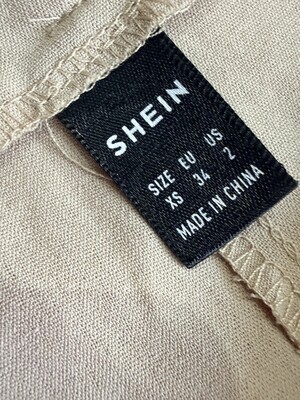 SHEIN
SIZE EU US
XS 34 2
MADE IN CHINA